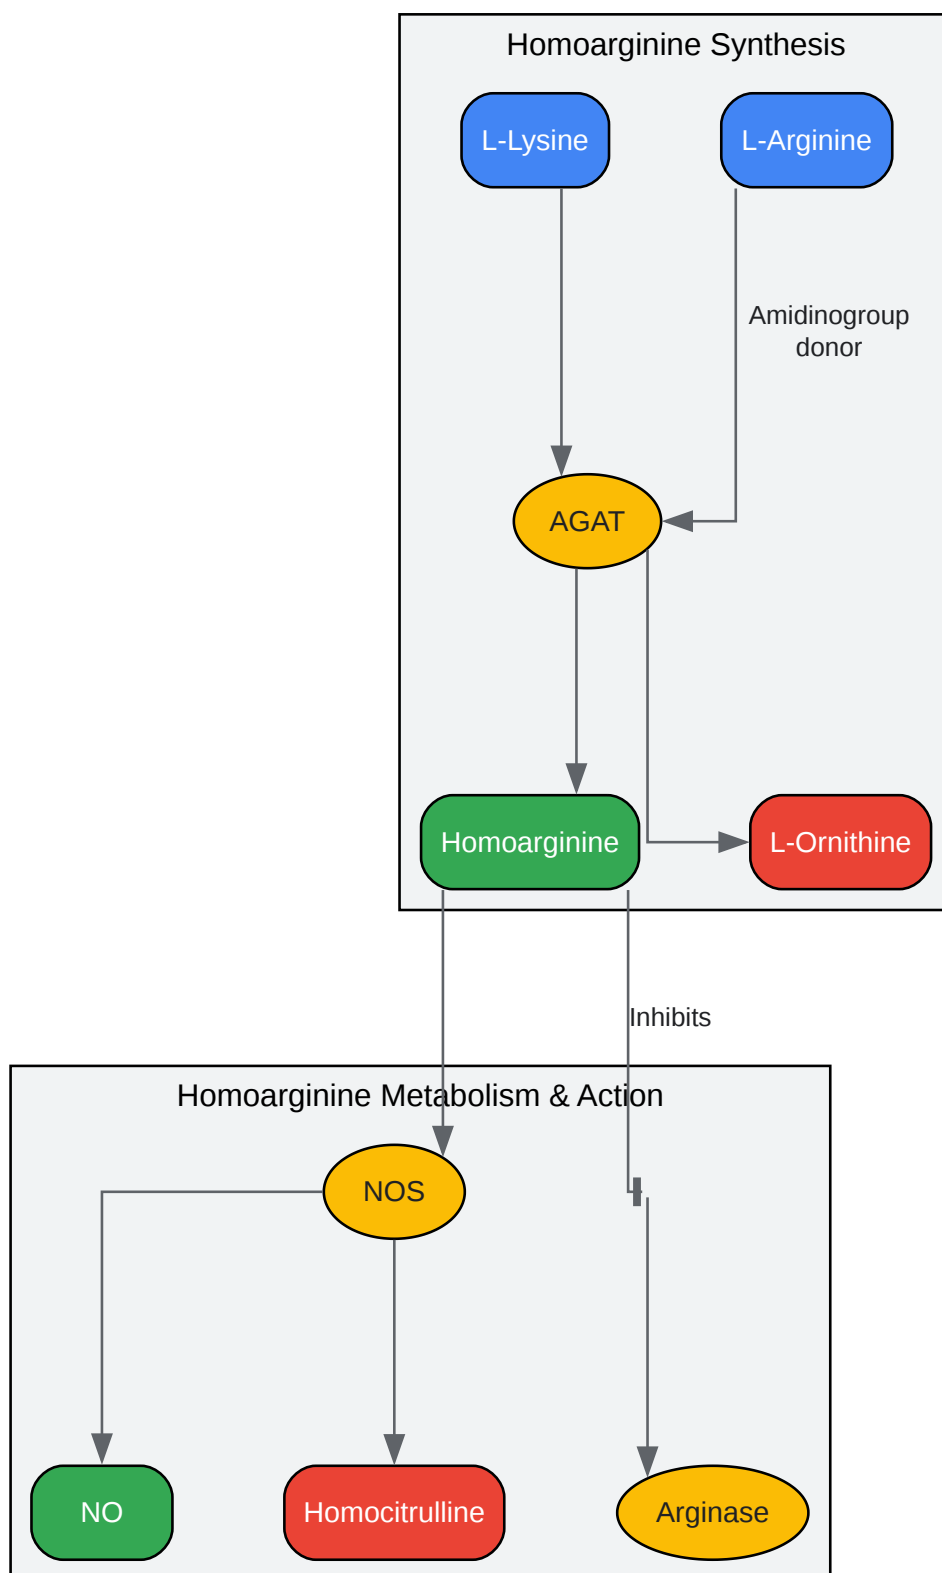 Homoarginine Synthesis
L-Lysine
L-Arginine
Amidinogroup
donor
AGAT
Homoarginine
L-Ornithine
Inhibits
Homoarginine Metabolism & Action
NOS
NO
Homocitrulline
Arginase